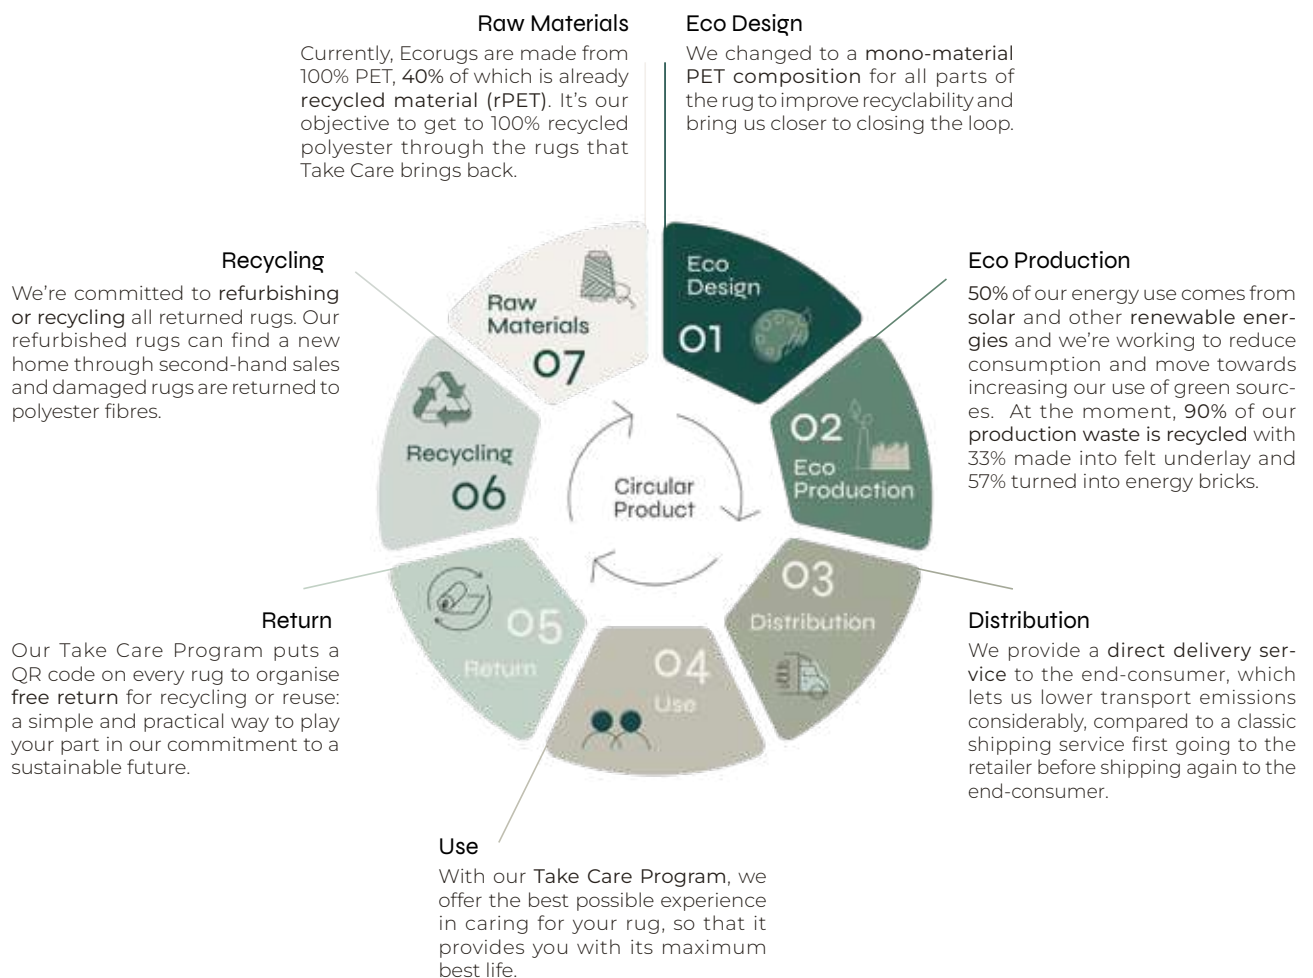 Raw Materials
Currently, Ecorugs are made from
100% PET, 40% of which is already
recycled material (rPET). It's our
objective to get to 100% recycled
polyester through the rugs that
Take Care brings back.
Eco Design
We changed to a mono-material
PET composition for all parts of
the rug to improve recyclability and
bring us closer to closing the loop.
Recycling
We're committed to refurbishing
or recycling all returned rugs. Our
refurbished rugs can find a new
home through second-hand sales
and damaged rugs are returned to
polyester fibres.
Eco Production
50% of our energy use comes from
solar and other renewable ener-
gies and we're working to reduce
consumption and move towards
increasing our use of green sourc-
es. At the moment, 90% of our
production waste is recycled with
33% made into felt underlay and
57% turned into energy bricks.
Eco
Design
01
02
Eco
Production
03
Distribution
04
Use
05
Return
Recycling
06
Raw
Materials
07
Circular
Product
Return
Our Take Care Program puts a
QR code on every rug to organise
free return for recycling or reuse:
a simple and practical way to play
your part in our commitment to a
sustainable future.
Distribution
We provide a direct delivery ser-
vice to the end-consumer, which
lets us lower transport emissions
considerably, compared to a classic
shipping service first going to the
retailer before shipping again to the
end-consumer.
Use
With our Take Care Program, we
offer the best possible experience
in caring for your rug, so that it
provides you with its maximum
best life.